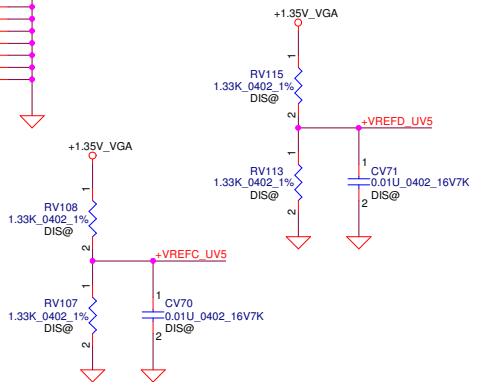 +1.35V_VGA
1
RV115
1.33K_0402_1%
DIS@
2
+VREFD_UV5
1
RV113
1.33K_0402_1%
DIS@
2
1
CV71
0.01U_0402_16V7K
DIS@
2
+1.35V_VGA
1
RV108
1.33K_0402_1%
DIS@
2
+VREFC_UV5
1
RV107
1.33K_0402_1%
DIS@
2
1
CV70
0.01U_0402_16V7K
DIS@
2